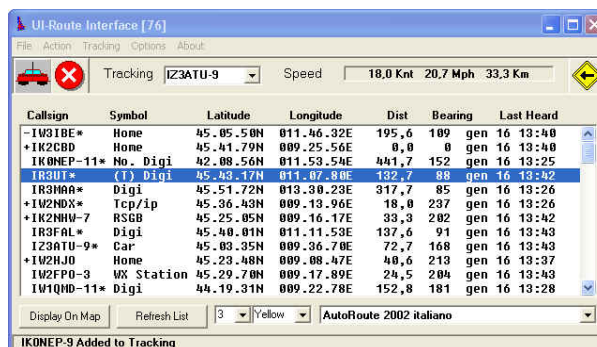 UI-Route Interface [76]
File Action Tracking Options About
Tracking IZ3ATU-9 Speed 18,0 Knt 20,7 Mph 33,3 Km
Callsign Symbol Latitude Longitude Dist Bearing Last Heard
-IW3IBE* Home 45.05.50N 011.46.32E 195,6 109 gen 16 13:40
+IK2CBD Home 45.41.79N 009.25.56E 0,0 0 gen 16 13:40
IK0NEP-11* No. Digi 42.08.56N 011.53.54E 441,7 152 gen 16 13:25
IR3UT* (T) Digi 45.43.17N 011.07.80E 132,7 88 gen 16 13:42
IR3MAA* Digi 45.51.72N 013.30.23E 317,7 85 gen 16 13:26
+IW2NDX* Tcp/ip 45.36.43N 009.13.96E 18,0 237 gen 16 13:26
+IK2NHW-7 RSGB 45.25.05N 009.16.17E 33,3 202 gen 16 13:42
IR3FAL* Digi 45.40.01N 011.11.53E 137,6 91 gen 16 13:43
IZ3ATU-9* Car 45.03.35N 009.36.70E 72,7 168 gen 16 13:43
+IW2HJO Home 45.23.48N 009.08.47E 40,6 213 gen 16 13:37
IW2FPO-3 WX Station 45.29.70N 009.17.89E 24,5 204 gen 16 13:43
IW1QMD-11* Digi 44.19.31N 009.22.78E 152,8 181 gen 16 13:28
Display On Map Refresh List 3 Yellow AutoRoute 2002 italiano
IK0NEP-9 Added to Tracking